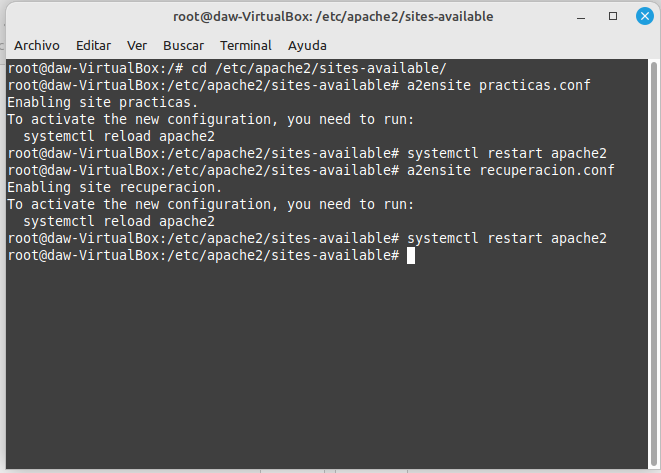 root@daw-VirtualBox: /etc/apache2/sites-available
Archivo Editar Ver Buscar Terminal Ayuda
root@daw-VirtualBox:/# cd /etc/apache2/sites-available/
root@daw-VirtualBox:/etc/apache2/sites-available# a2ensite practicas.conf
Enabling site practicas.
To activate the new configuration, you need to run:
  systemctl reload apache2
root@daw-VirtualBox:/etc/apache2/sites-available# systemctl restart apache2
root@daw-VirtualBox:/etc/apache2/sites-available# a2ensite recuperacion.conf
Enabling site recuperacion.
To activate the new configuration, you need to run:
  systemctl reload apache2
root@daw-VirtualBox:/etc/apache2/sites-available# systemctl restart apache2
root@daw-VirtualBox:/etc/apache2/sites-available#